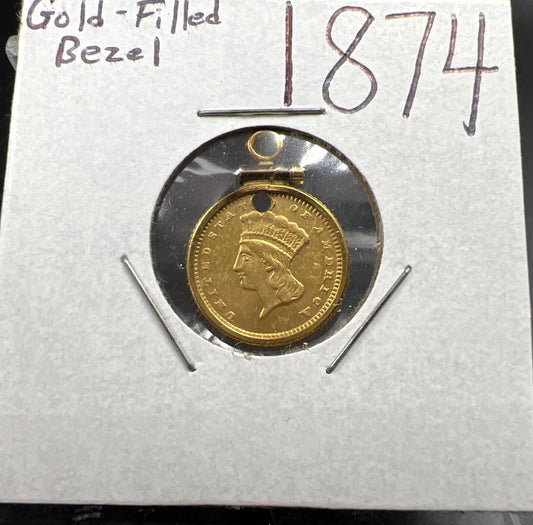 Gold-Filled
Bezel
1874
UNITED STATES OF AMERICA